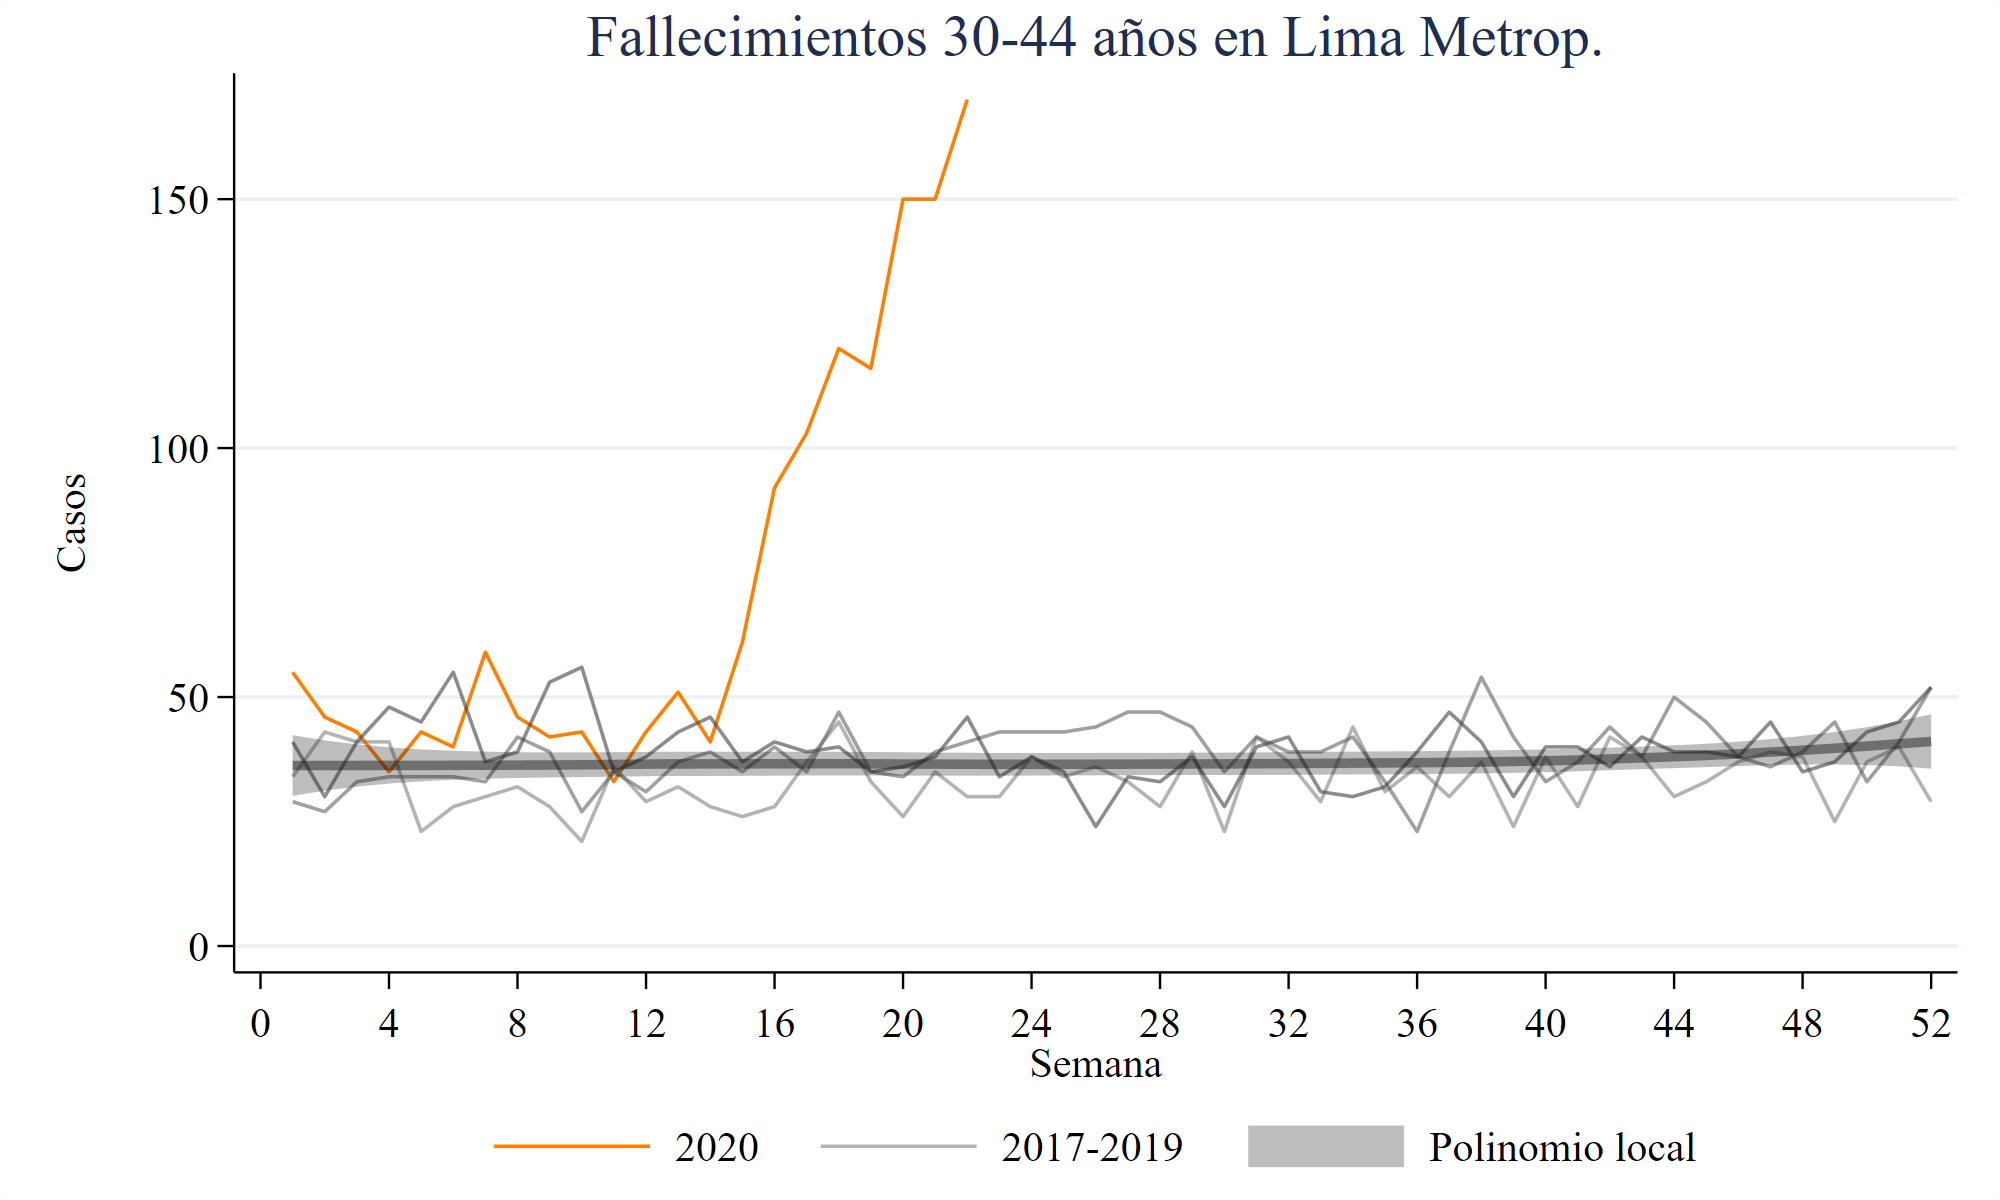 Fallecimientos 30-44 años en Lima Metrop.
150
100
50
0
Casos
0 4 8 12 16 20 24 28 32 36 40 44 48 52
Semana
2020 2017-2019 Polinomio local